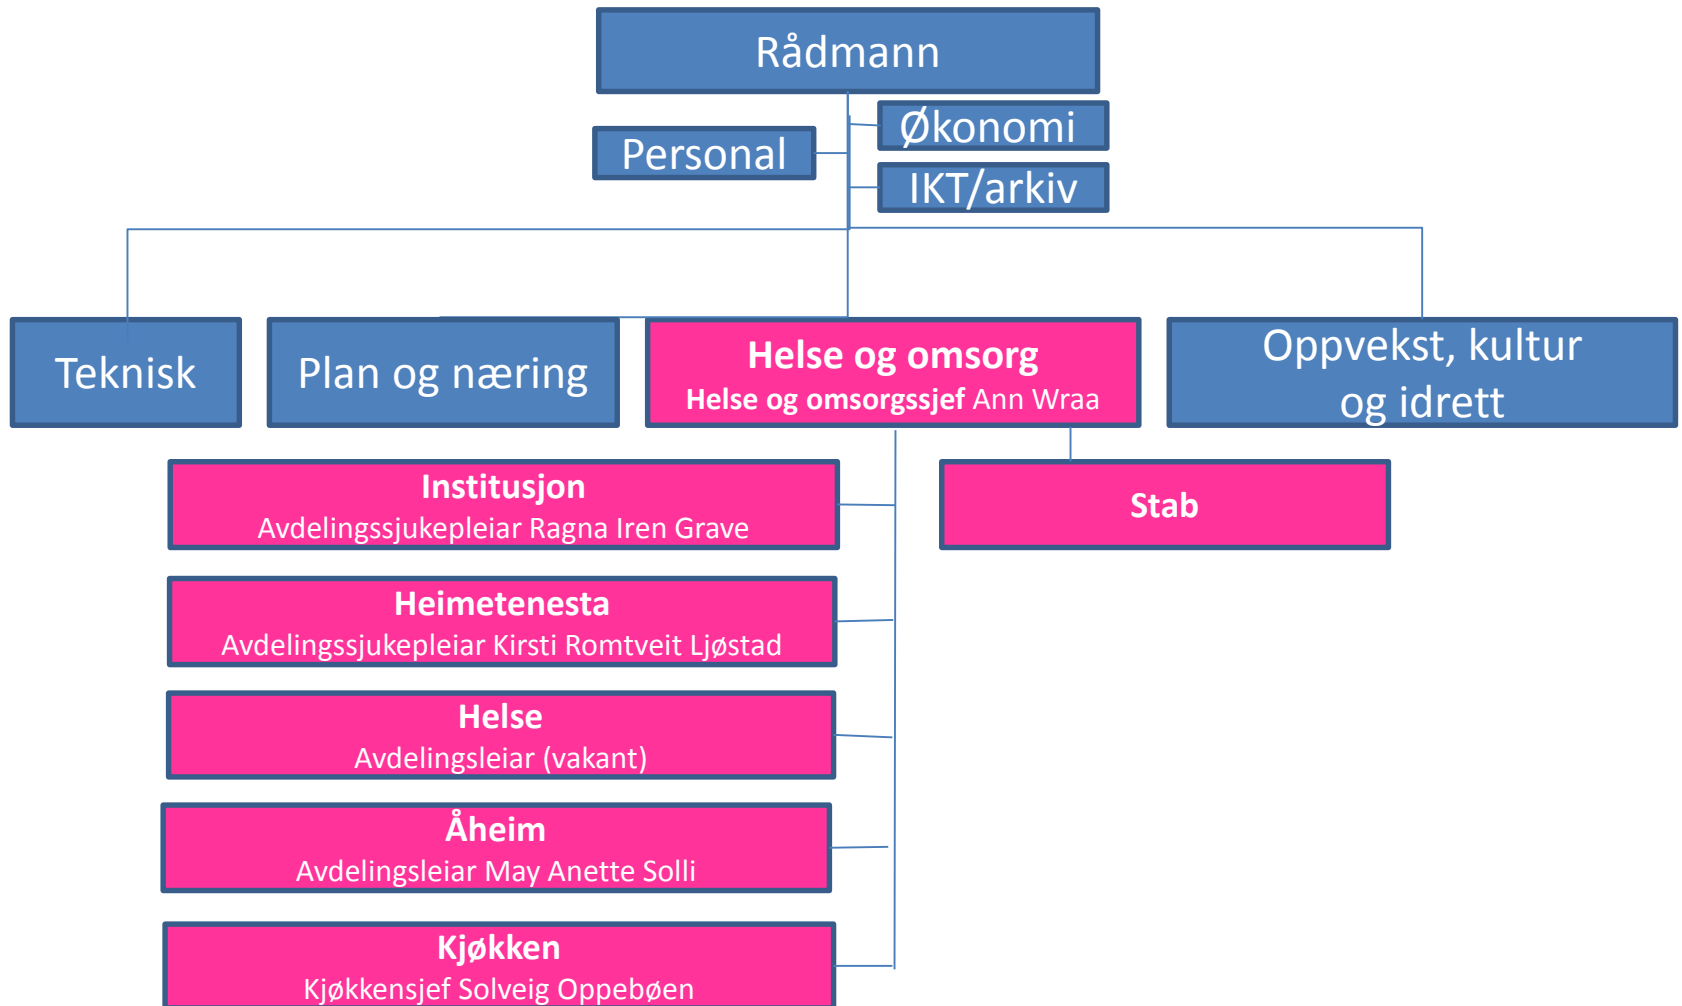 Rådmann
Økonomi
Personal
IKT/arkiv
Teknisk
Plan og næring
Helse og omsorg
Helse og omsorgssjef Ann Wraa
Oppvekst, kultur
og idrett
Institusjon
Avdelingssjukepleiar Ragna Iren Grave
Stab
Heimetenesta
Avdelingssjukepleiar Kirsti Romtveit Ljøstad
Helse
Avdelingsleiar (vakant)
Åheim
Avdelingsleiar May Anette Solli
Kjøkken
Kjøkkensjef Solveig Oppebøen